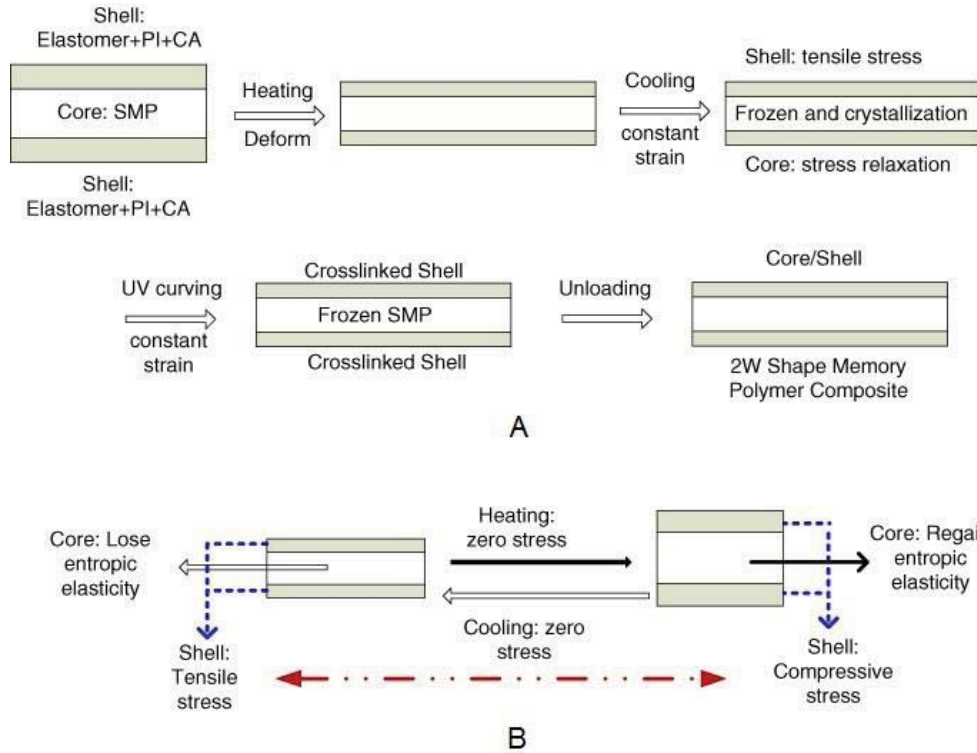 Shell:
Elastomer+PI+CA
Core: SMP
Shell:
Elastomer+PI+CA
Heating
Deform
Cooling
constant
strain
Shell: tensile stress
Frozen and crystallization
Core: stress relaxation
UV curving
constant
strain
Crosslinked Shell
Frozen SMP
Crosslinked Shell
Unloading
Core/Shell
2W Shape Memory
Polymer Composite
A
Core: Lose
entropic
elasticity
Shell:
Tensile
stress
Heating:
zero stress
Cooling: zero
stress
Core: Regai
entropic
elasticity
Shell:
Compressive
stress
B